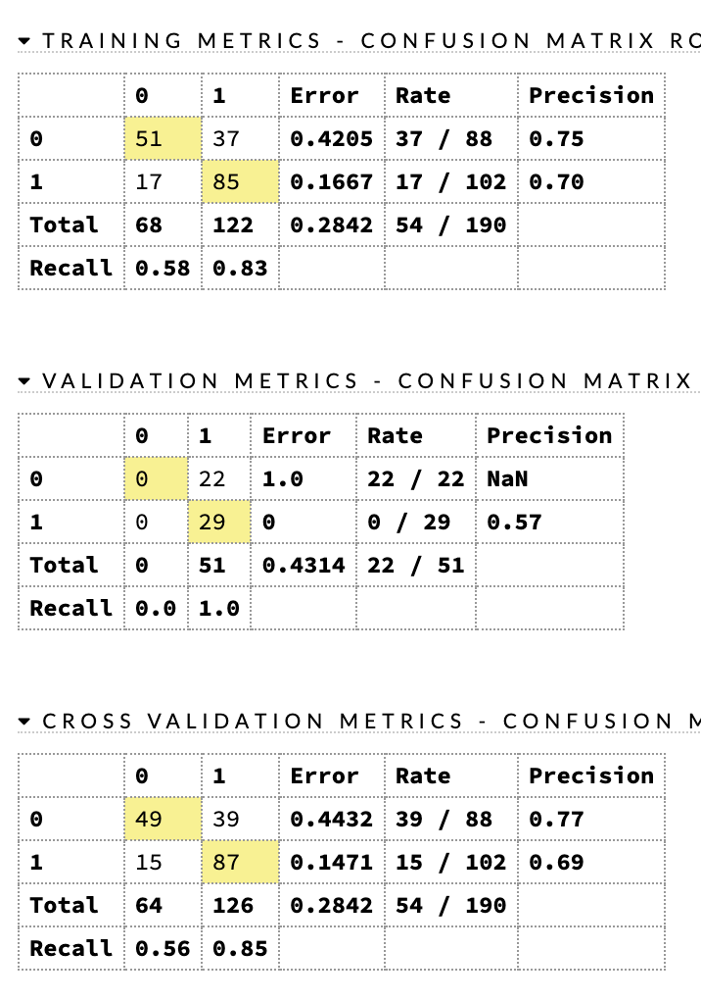 TRAINING METRICS - CONFUSION MATRIX RO
0 1 Error Rate Precision
0 51 37 0.4205 37 / 88 0.75
1 17 85 0.1667 17 / 102 0.70
Total 68 122 0.2842 54 / 190
Recall 0.58 0.83
VALIDATION METRICS - CONFUSION MATRIX
0 1 Error Rate Precision
0 0 22 1.0 22 / 22 NaN
1 0 29 0 0 / 29 0.57
Total 0 51 0.4314 22 / 51
Recall 0.0 1.0
CROSS VALIDATION METRICS - CONFUSION M
0 1 Error Rate Precision
0 49 39 0.4432 39 / 88 0.77
1 15 87 0.1471 15 / 102 0.69
Total 64 126 0.2842 54 / 190
Recall 0.56 0.85